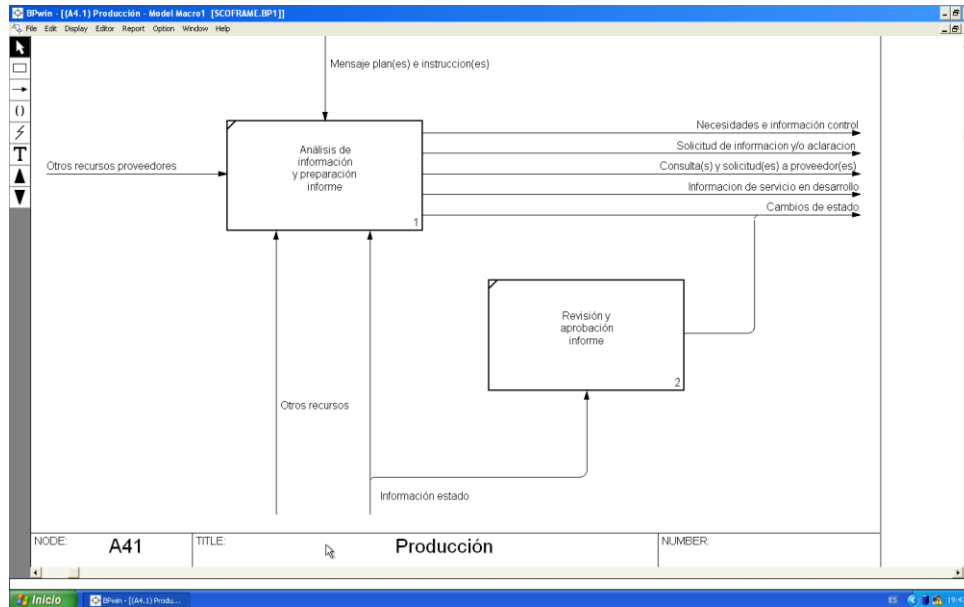 BPwin - [(A4.1) Producción - Model Macro1 [SCOFRAME.BP1]]
File Edit Display Editor Report Option Window Help
Mensaje plan(es) e instruccion(es)
Necesidades e información control
Análisis de
información
y preparación
informe
1
Solicitud de informacion y/o aclaracion
Otros recursos proveedores
Consulta(s) y solicitud(es) a proveedor(es)
Informacion de servicio en desarrollo
Cambios de estado
Revisión y
aprobación
informe
2
Otros recursos
Información estado
NODE:
A41
TITLE:
Producción
NUMBER:
Inicio
BPwin - [(A4.1) Produ...
ES